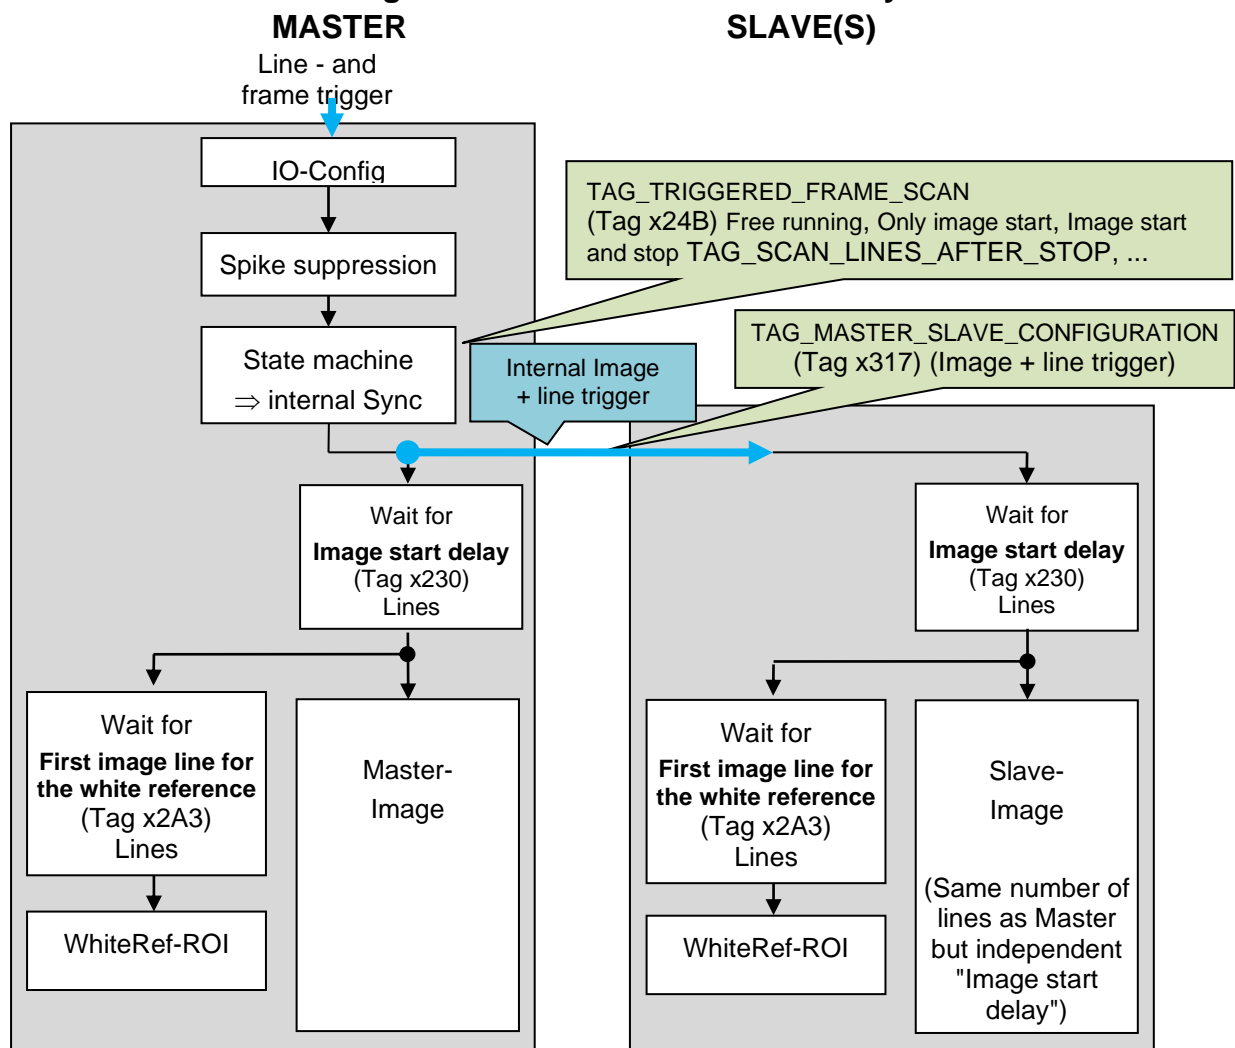 MASTER
SLAVE(S)
Line - and
frame trigger
IO-Config
Spike suppression
State machine
⇒ internal Sync
TAG_TRIGGERED_FRAME_SCAN
(Tag x24B) Free running, Only image start, Image start
and stop TAG_SCAN_LINES_AFTER_STOP, ...
TAG_MASTER_SLAVE_CONFIGURATION
(Tag x317) (Image + line trigger)
Internal Image
+ line trigger
Wait for
Image start delay
(Tag x230)
Lines
Wait for
First image line for
the white reference
(Tag x2A3)
Lines
WhiteRef-ROI
Master-
Image
Wait for
Image start delay
(Tag x230)
Lines
Wait for
First image line for
the white reference
(Tag x2A3)
Lines
WhiteRef-ROI
Slave-
Image
(Same number of
lines as Master
but independent
"Image start
delay")